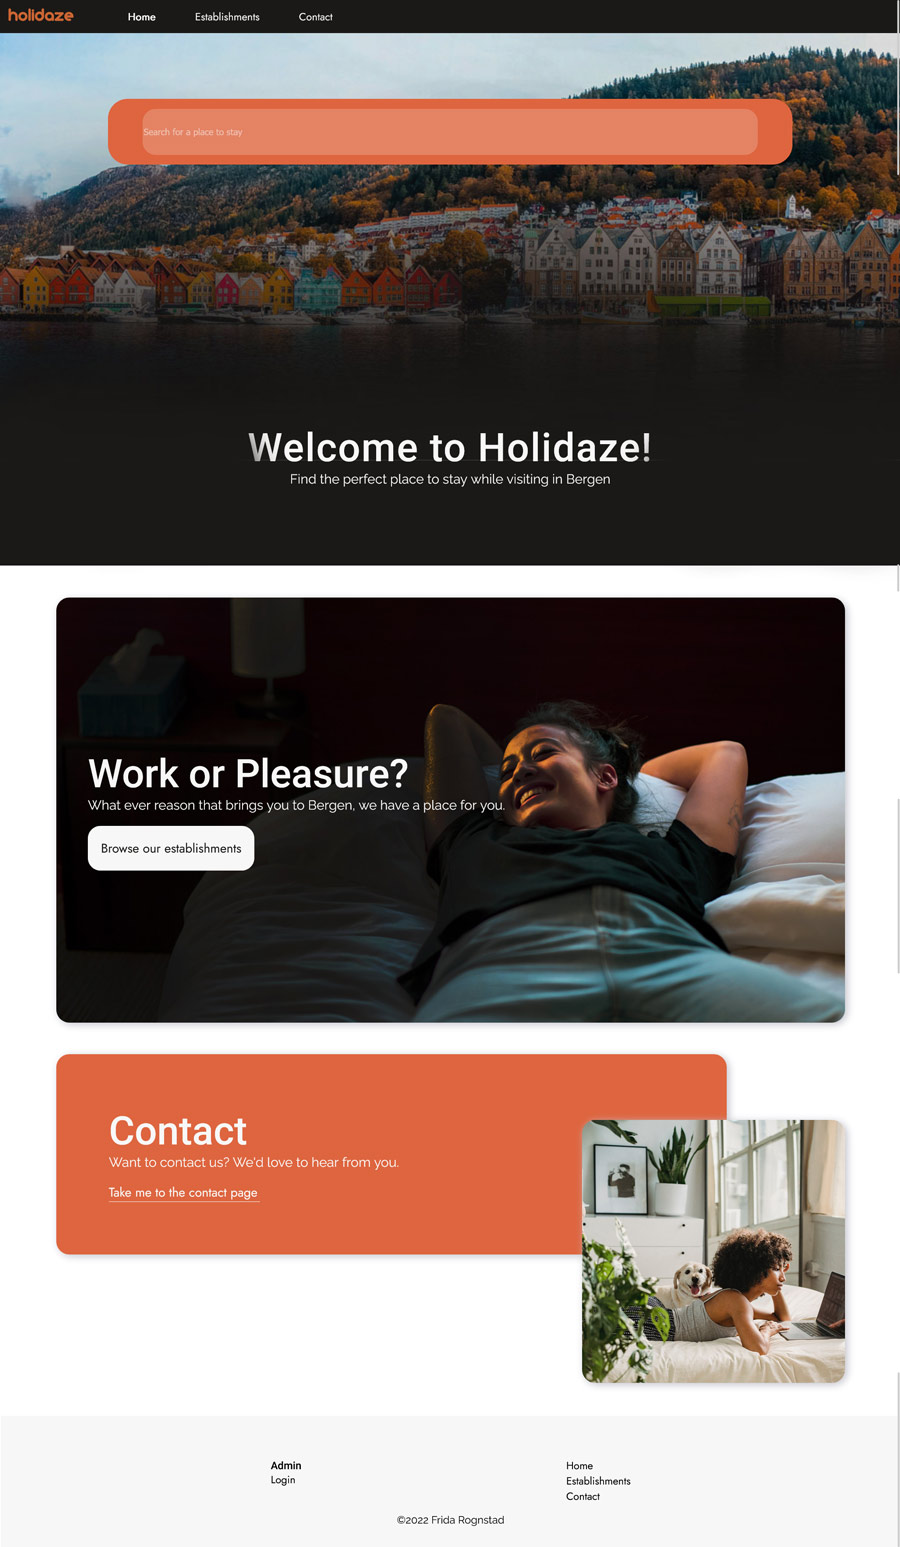 holidaze
Home Establishments Contact
Search for a place to stay
Welcome to Holidaze!
Find the perfect place to stay while visiting in Bergen
Work or Pleasure?
What ever reason that brings you to Bergen, we have a place for you.
Browse our establishments
Contact
Want to contact us? We'd love to hear from you.
Take me to the contact page
Admin
Login
Home
Establishments
Contact
©2022 Frida Rognstad